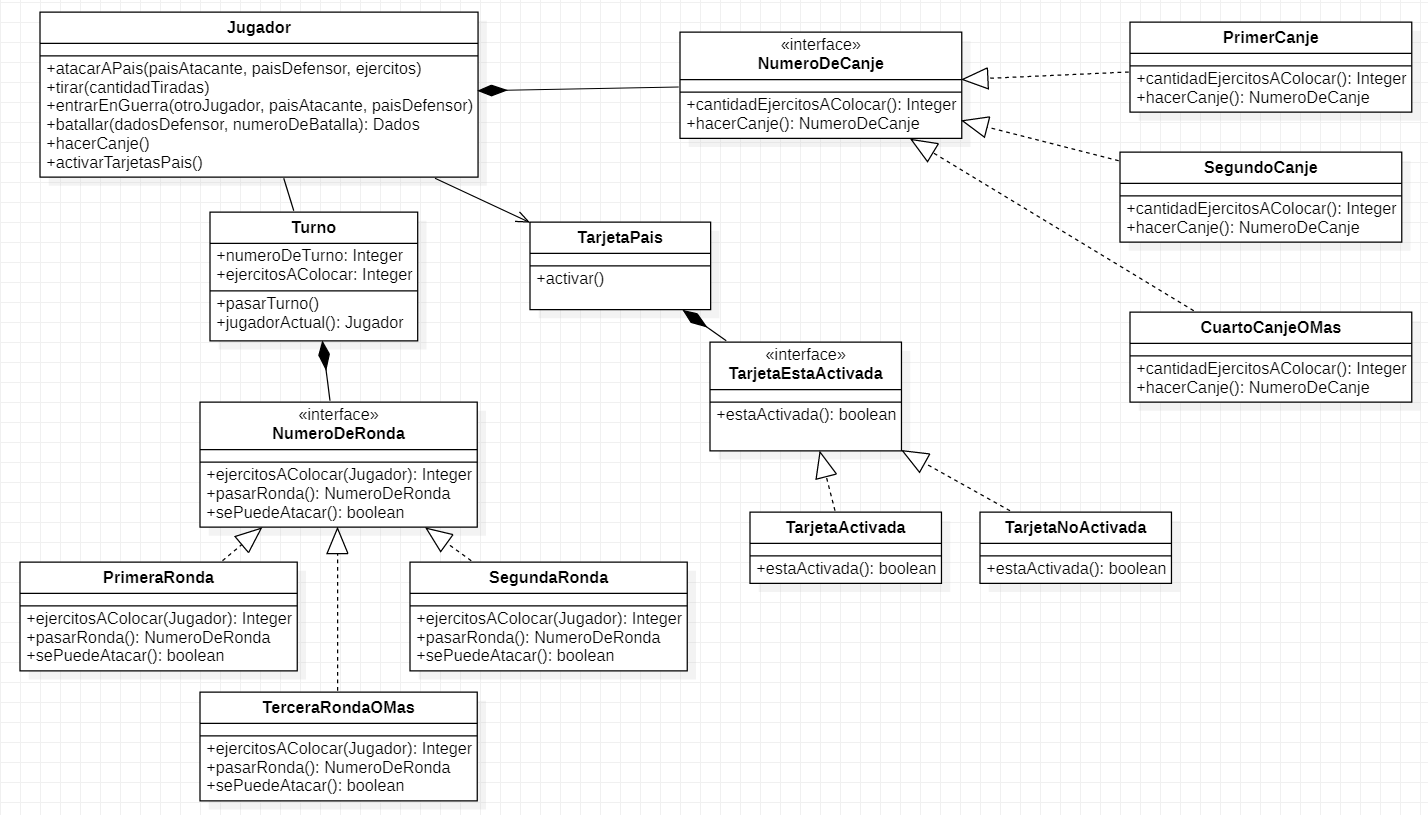 Jugador
+atacarAPais(paisAtacante, paisDefensor, ejercitos)
+tirar(cantidadTiradas)
+entrarEnGuerra(otroJugador, paisAtacante, paisDefensor)
+batallar(dadosDefensor, numeroDeBatalla): Dados
+hacerCanje()
+activarTarjetasPais()
«interface»
NumeroDeCanje
+cantidadEjercitosAColocar(): Integer
+hacerCanje(): NumeroDeCanje
PrimerCanje
+cantidadEjercitosAColocar(): Integer
+hacerCanje(): NumeroDeCanje
SegundoCanje
+cantidadEjercitosAColocar(): Integer
+hacerCanje(): NumeroDeCanje
CuartoCanjeOMas
+cantidadEjercitosAColocar(): Integer
+hacerCanje(): NumeroDeCanje
Turno
+numeroDeTurno: Integer
+ejercitosAColocar: Integer
+pasarTurno()
+jugadorActual(): Jugador
TarjetaPais
+activar()
«interface»
TarjetaEstaActivada
+estaActivada(): boolean
TarjetaActivada
+estaActivada(): boolean
TarjetaNoActivada
+estaActivada(): boolean
«interface»
NumeroDeRonda
+ejercitosAColocar(Jugador): Integer
+pasarRonda(): NumeroDeRonda
+sePuedeAtacar(): boolean
PrimeraRonda
+ejercitosAColocar(Jugador): Integer
+pasarRonda(): NumeroDeRonda
+sePuedeAtacar(): boolean
SegundaRonda
+ejercitosAColocar(Jugador): Integer
+pasarRonda(): NumeroDeRonda
+sePuedeAtacar(): boolean
TerceraRondaOMas
+ejercitosAColocar(Jugador): Integer
+pasarRonda(): NumeroDeRonda
+sePuedeAtacar(): boolean